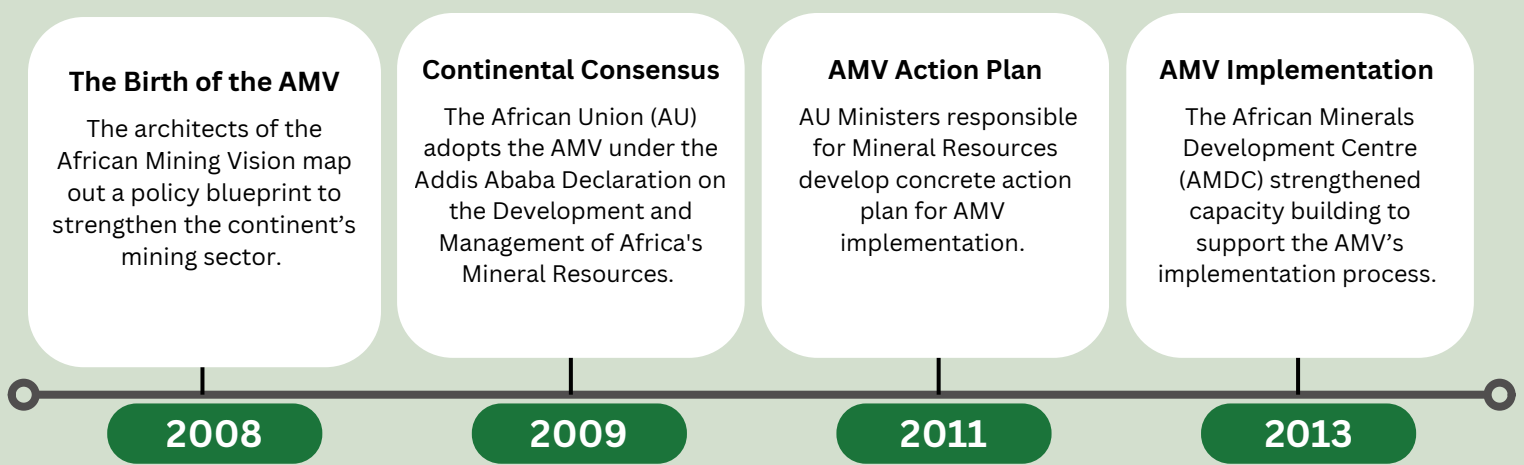 The Birth of the AMV
The architects of the
African Mining Vision map
out a policy blueprint to
strengthen the continent’s
mining sector.
2008
Continental Consensus
The African Union (AU)
adopts the AMV under the
Addis Ababa Declaration on
the Development and
Management of Africa's
Mineral Resources.
2009
AMV Action Plan
AU Ministers responsible
for Mineral Resources
develop concrete action
plan for AMV
implementation.
2011
AMV Implementation
The African Minerals
Development Centre
(AMDC) strengthened
capacity building to
support the AMV’s
implementation process.
2013